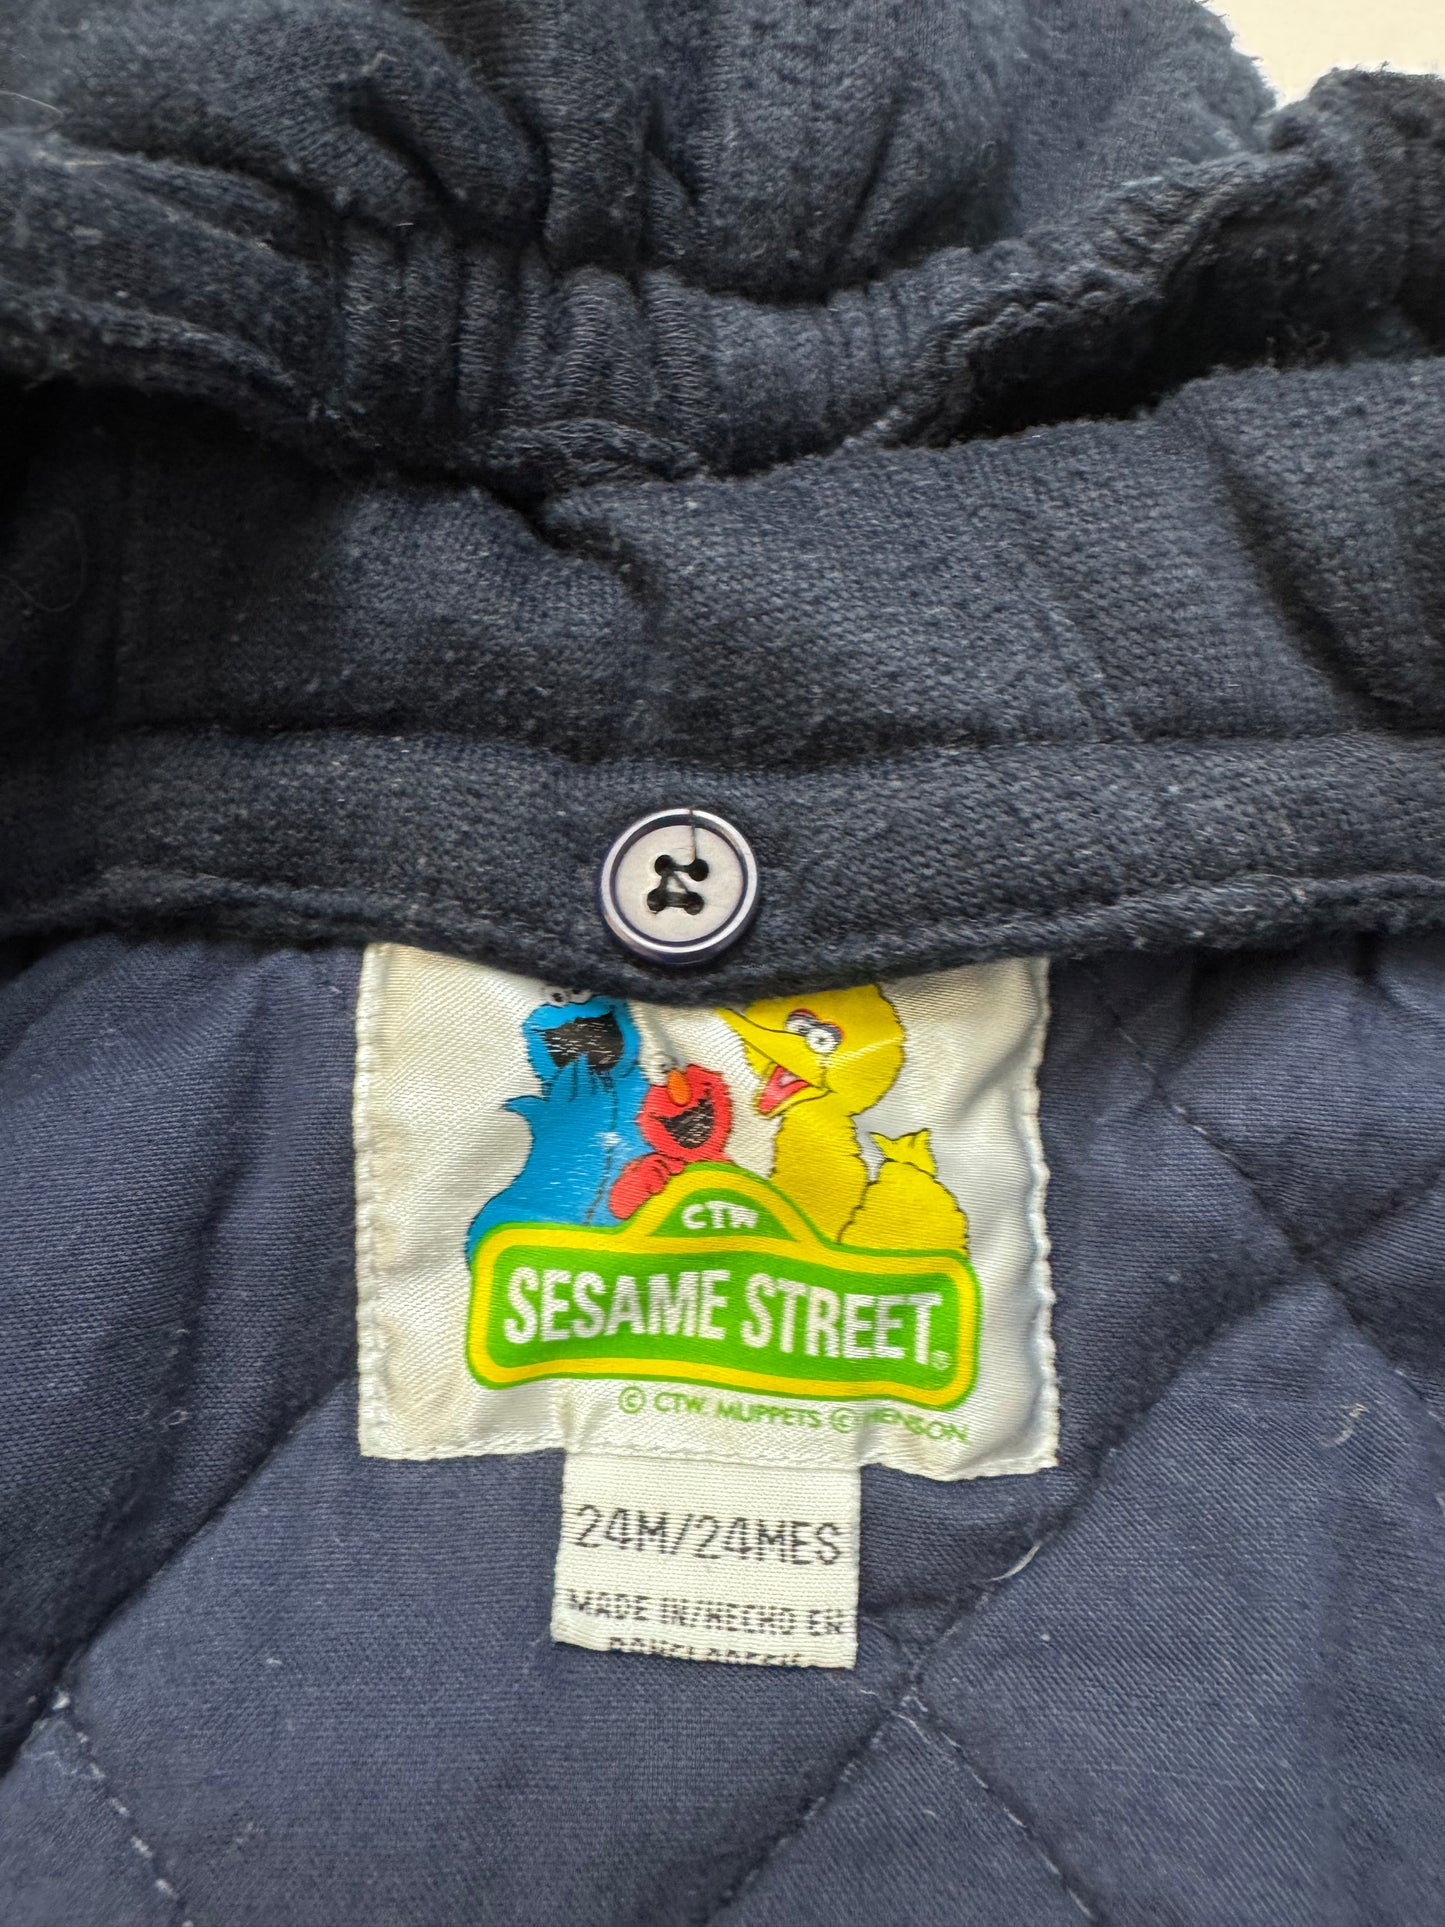 CTW
SESAME STREET®
© CTW. MUPPETS © HENSON.
24M/24MES
MADE IN/HECHO EN